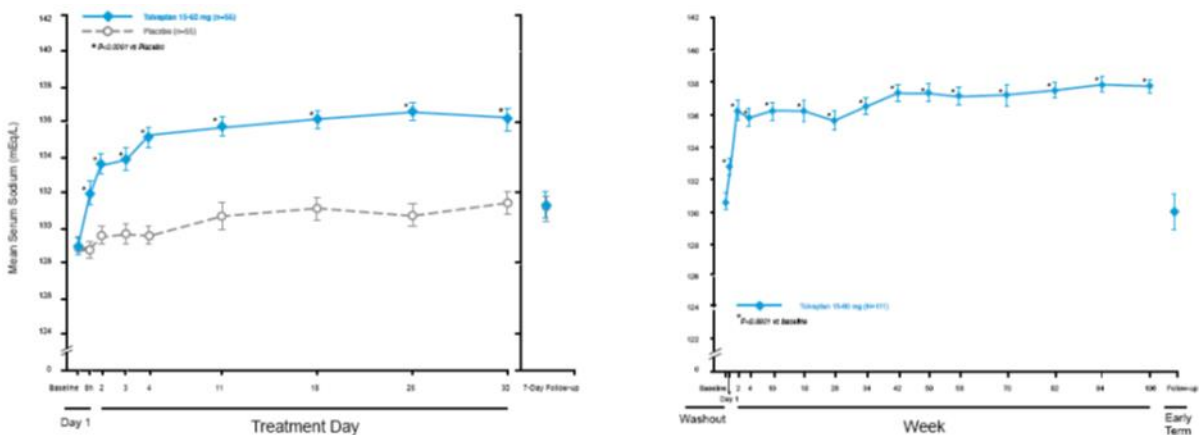 Tolvaptan 15-60 mg (n=55)
Placebo (n=55)
* P<0.0001 vs Placebo
Mean Serum Sodium (mEq/L)
142
140
138
136
134
132
130
128
124
0
Baseline 8h 2 3 4 11 18 25 30 7-Day Follow-up
Day 1
Treatment Day
142
140
138
136
134
132
130
128
126
124
122
0
Tolvaptan 15-60 mg (N=111)
* P<0.0001 vs baseline
Baseline 2 4 10 18 26 34 42 50 58 70 82 94 106 Follow-up
Day 1
Washout
Week
Early
Term